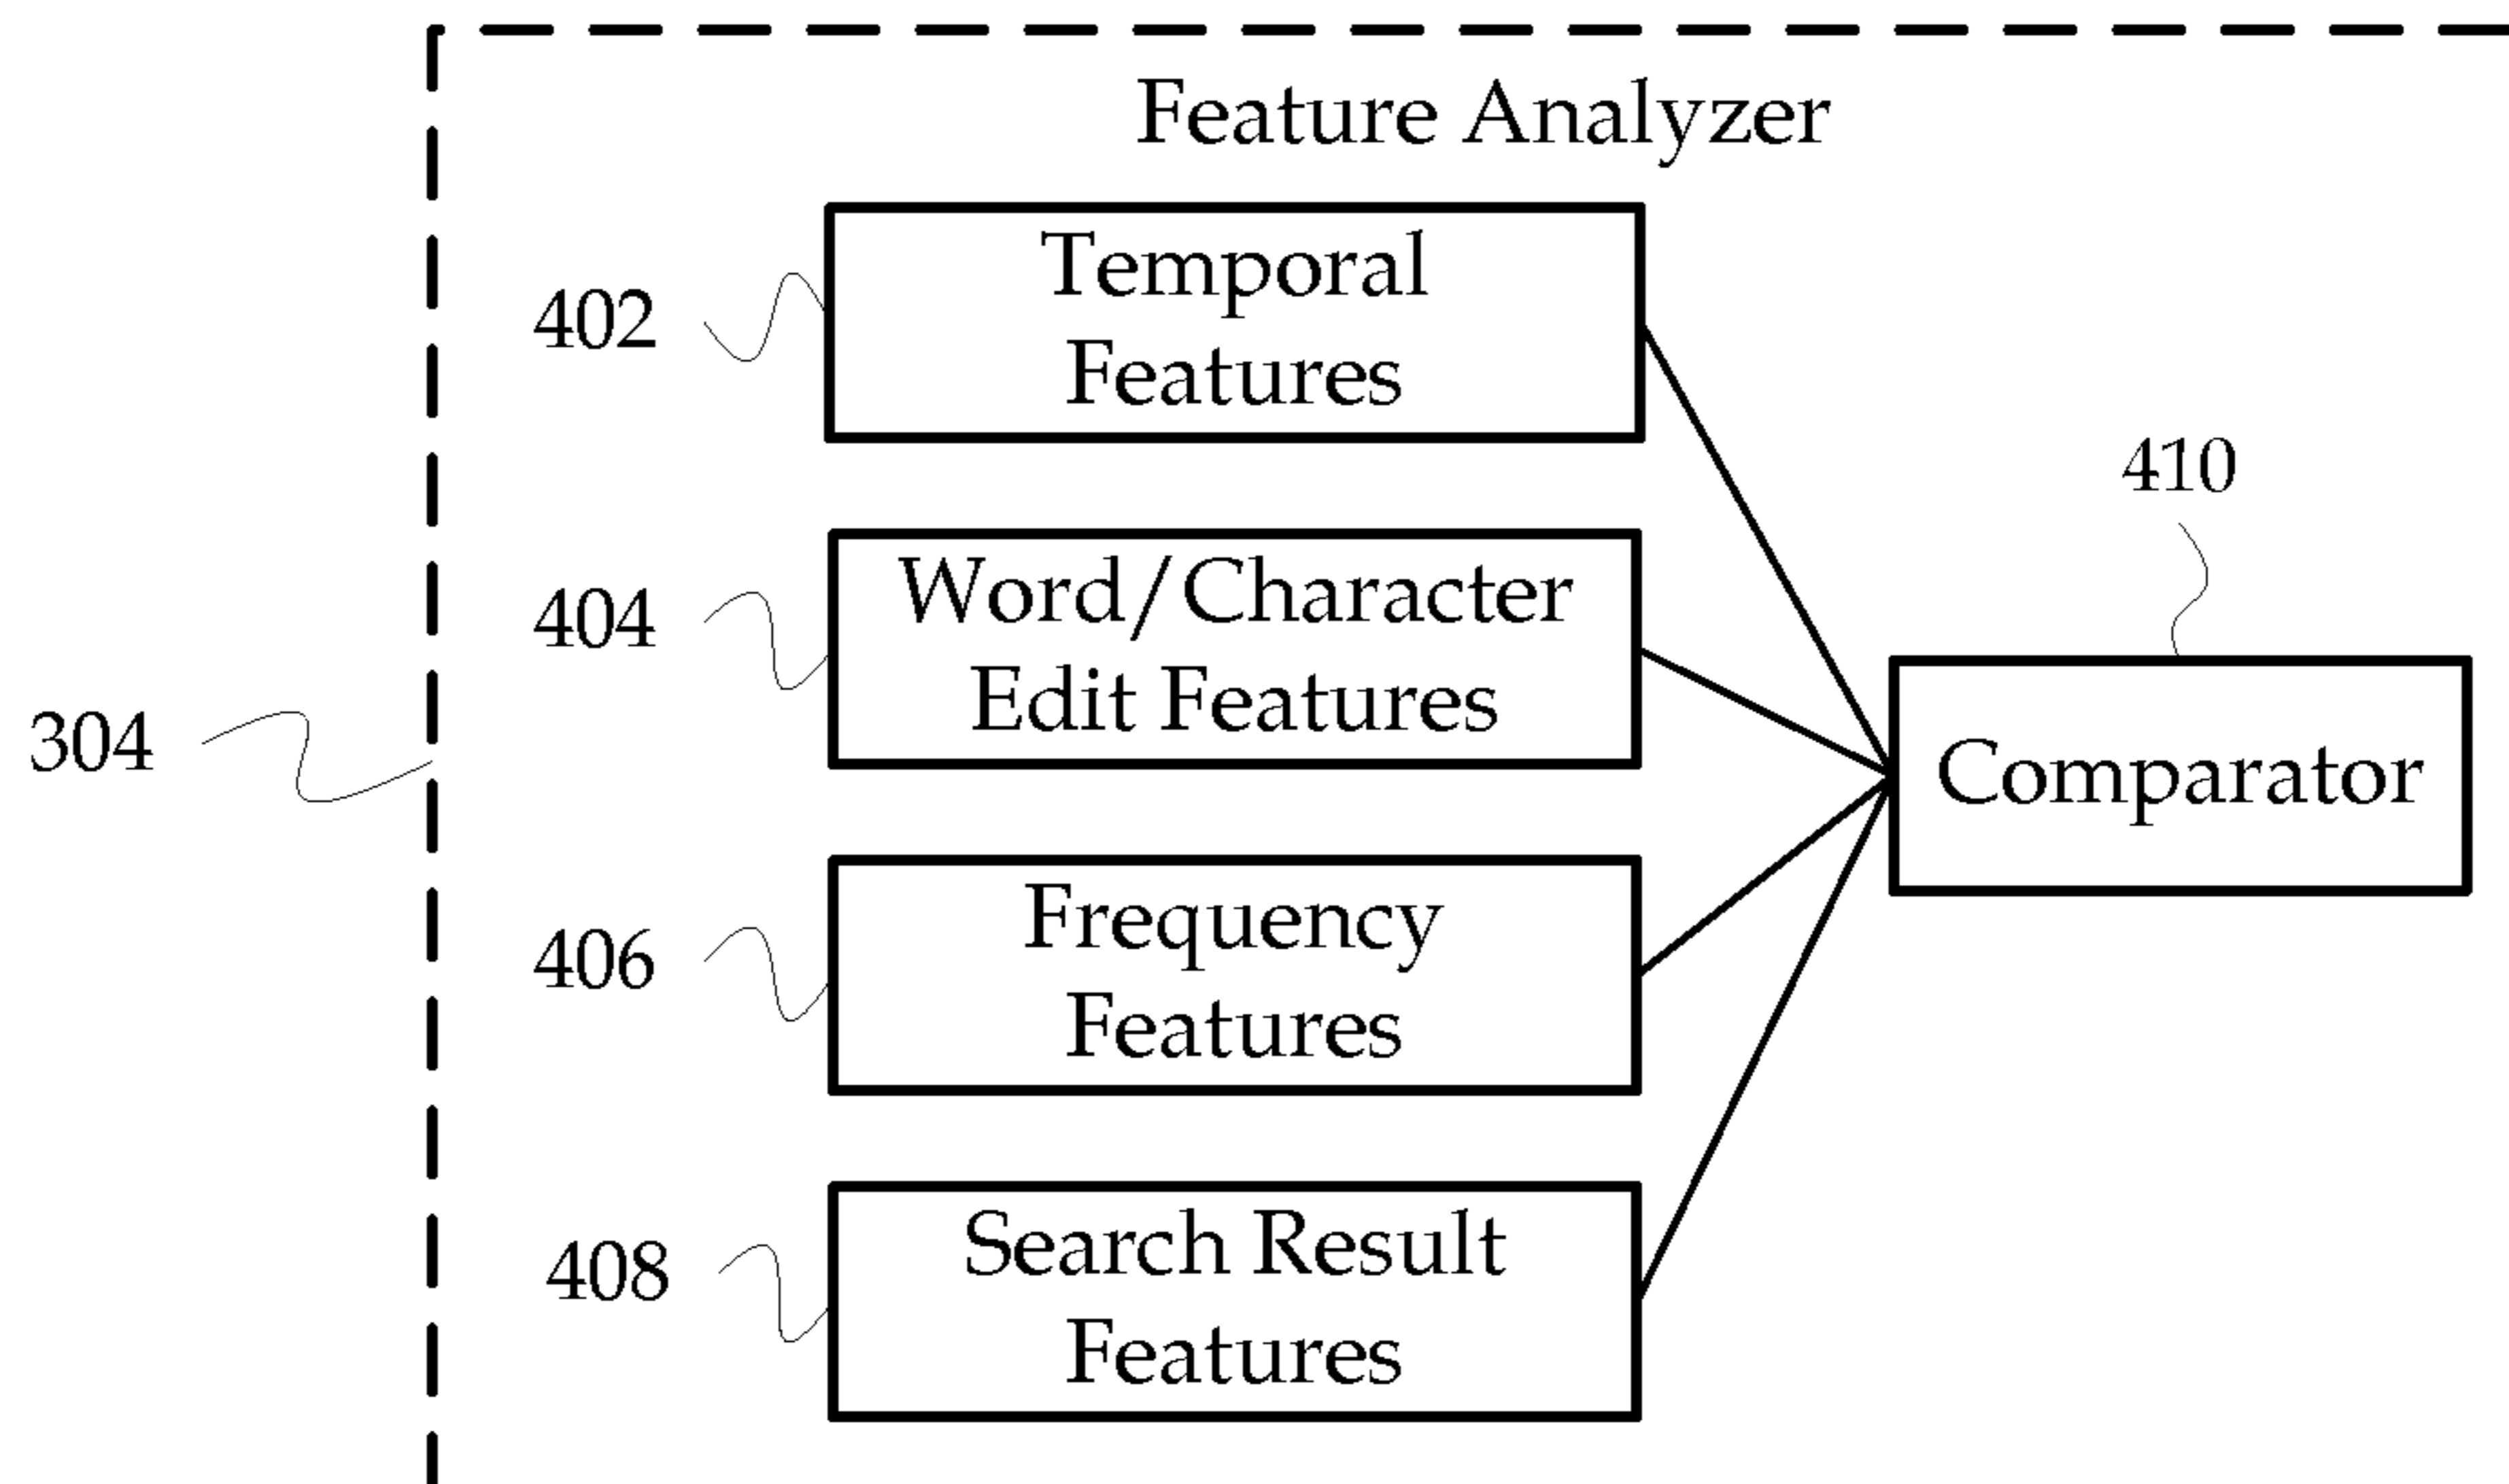 Feature Analyzer
402
Temporal
Features
410
404
Word/Character
Edit Features
304
Comparator
406
Frequency
Features
408
Search Result
Features